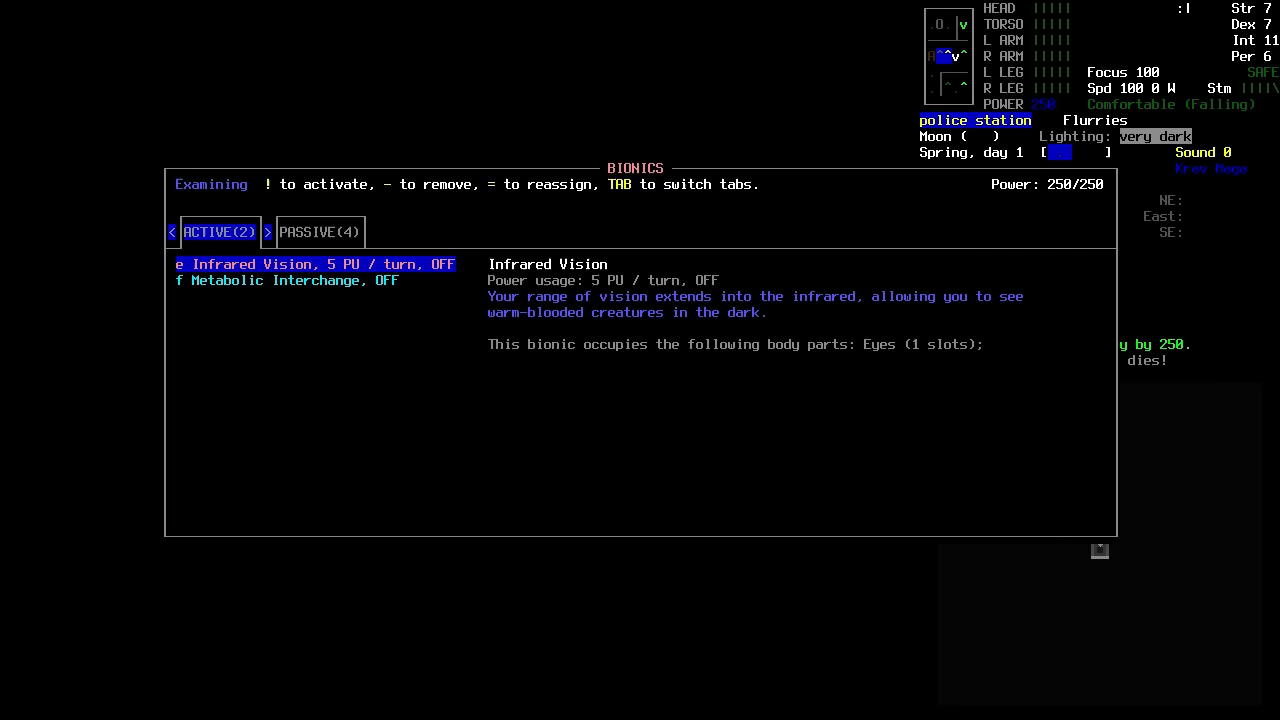 HEAD ||||| :| Str 7
.O. v TORSO ||||| Dex 7
L ARM ||||| Int 11
A^^v^ R ARM ||||| Per 6
L LEG ||||| Focus 100 SAFE
^.^ R LEG ||||| Spd 100 0 W Stm ||||\
POWER 250 Comfortable (Falling)
police station Flurries
Moon ( ) Lighting: very dark
Spring, day 1 [ . ] Sound 0
Krav Maga
BIONICS
Examining ! to activate, - to remove, = to reassign, TAB to switch tabs. Power: 250/250
NE:
East:
SE:
< ACTIVE(2) > PASSIVE(4)
e Infrared Vision, 5 PU / turn, OFF Infrared Vision
f Metabolic Interchange, OFF Power usage: 5 PU / turn, OFF
Your range of vision extends into the infrared, allowing you to see
warm-blooded creatures in the dark.
This bionic occupies the following body parts: Eyes (1 slots);
y by 250.
dies!